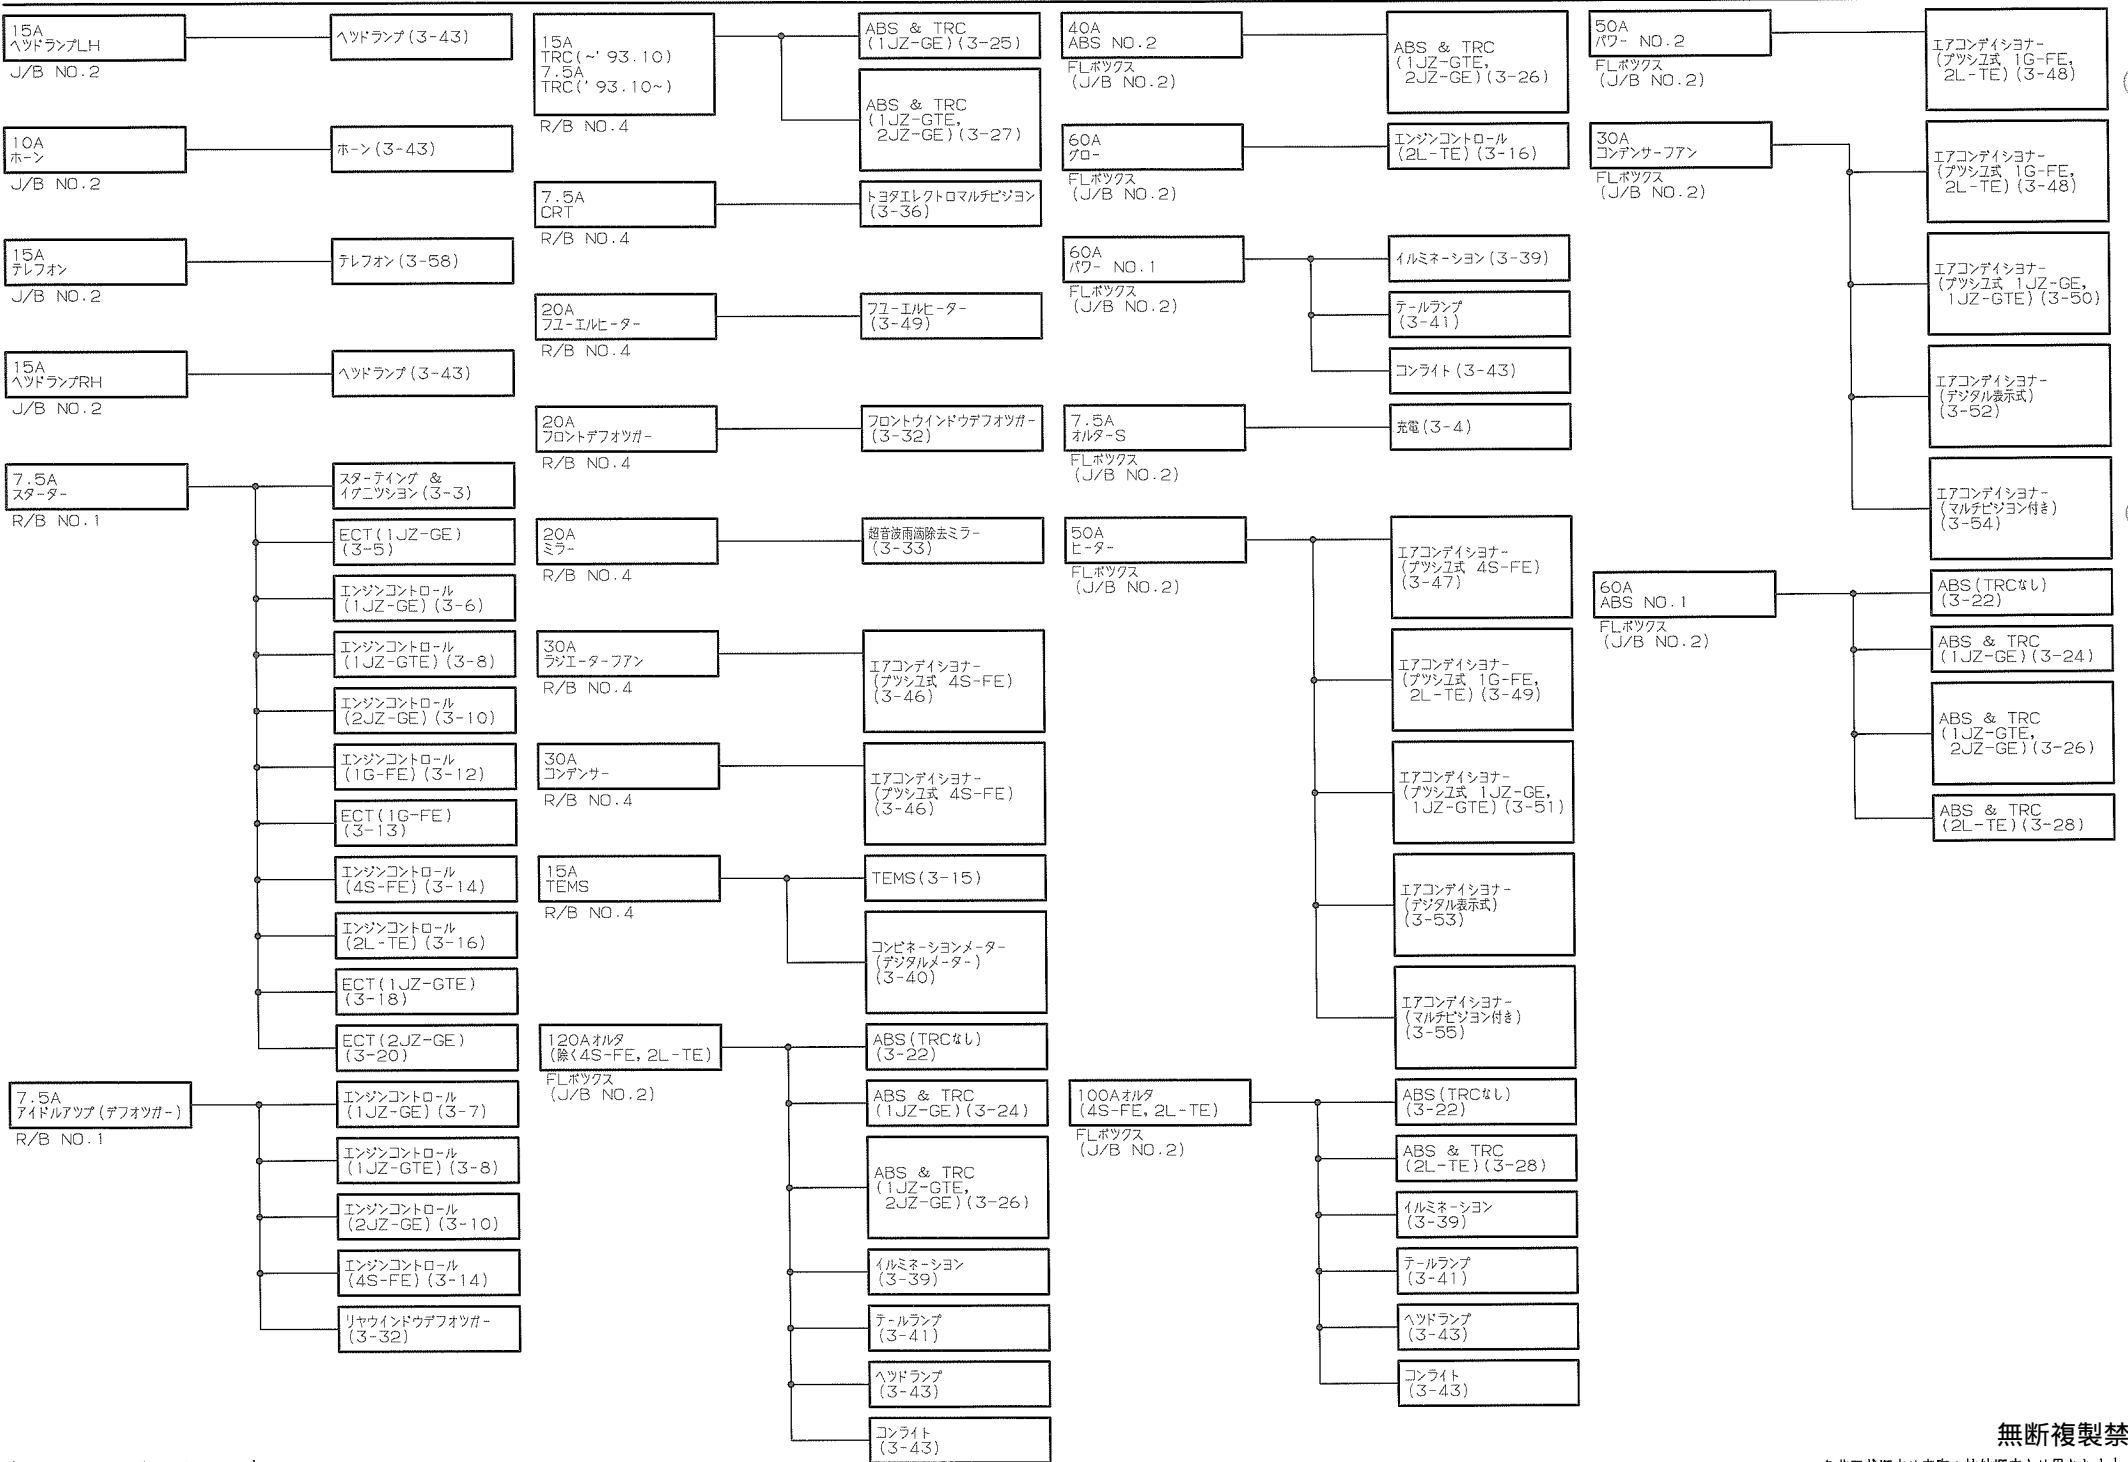 15A
ヘツドランプLH
J/B NO.2
ヘツドランプ(3-43)
10A
ホーン
J/B NO.2
ホーン(3-43)
15A
テレフオン
J/B NO.2
テレフオン(3-58)
15A
ヘツドランプRH
J/B NO.2
ヘツドランプ(3-43)
7.5A
スターター
R/B NO.1
スターテイング &
イグニツシヨン(3-3)
ECT(1JZ-GE)
(3-5)
エンジンコントロール
(1JZ-GE)(3-6)
エンジンコントロール
(1JZ-GTE)(3-8)
エンジンコントロール
(2JZ-GE)(3-10)
エンジンコントロール
(1G-FE)(3-12)
ECT(1G-FE)
(3-13)
エンジンコントロール
(4S-FE)(3-14)
エンジンコントロール
(2L-TE)(3-16)
ECT(1JZ-GTE)
(3-18)
ECT(2JZ-GE)
(3-20)
7.5A
アイドルアツプ(デフオツガー)
R/B NO.1
エンジンコントロール
(1JZ-GE)(3-7)
エンジンコントロール
(1JZ-GTE)(3-8)
エンジンコントロール
(2JZ-GE)(3-10)
エンジンコントロール
(4S-FE)(3-14)
リヤウインドウデフオツガー
(3-32)
15A
TRC(~'93.10)
7.5A
TRC('93.10~)
R/B NO.4
ABS & TRC
(1JZ-GE)(3-25)
ABS & TRC
(1JZ-GTE,
2JZ-GE)(3-27)
7.5A
CRT
R/B NO.4
トヨタエレクトロマルチビジヨン
(3-36)
20A
フユーエルヒーター
R/B NO.4
フユーエルヒーター
(3-49)
20A
フロントデフオツガー
R/B NO.4
フロントウインドウデフオツガー
(3-32)
20A
ミラー
R/B NO.4
超音波雨滴除去ミラー
(3-33)
30A
ラジエーターフアン
R/B NO.4
エアコンデイシヨナー
(プツシユ式 4S-FE)
(3-46)
30A
コンデンサー
R/B NO.4
エアコンデイシヨナー
(プツシユ式 4S-FE)
(3-46)
15A
TEMS
R/B NO.4
TEMS(3-15)
コンビネーシヨンメーター
(デジタルメーター)
(3-40)
120Aオルタ
(除く4S-FE,2L-TE)
FLボツクス
(J/B NO.2)
ABS(TRCなし)
(3-22)
ABS & TRC
(1JZ-GE)(3-24)
ABS & TRC
(1JZ-GTE,
2JZ-GE)(3-26)
イルミネーシヨン
(3-39)
テールランプ
(3-41)
ヘツドランプ
(3-43)
コンライト
(3-43)
40A
ABS NO.2
FLボツクス
(J/B NO.2)
ABS & TRC
(1JZ-GTE,
2JZ-GE)(3-26)
60A
グロー
FLボツクス
(J/B NO.2)
エンジンコントロール
(2L-TE)(3-16)
60A
パワー NO.1
FLボツクス
(J/B NO.2)
イルミネーシヨン(3-39)
テールランプ
(3-41)
コンライト(3-43)
7.5A
オルターS
FLボツクス
(J/B NO.2)
充電(3-4)
50A
ヒーター
FLボツクス
(J/B NO.2)
エアコンデイシヨナー
(プツシユ式 4S-FE)
(3-47)
エアコンデイシヨナー
(プツシユ式 1G-FE,
2L-TE)(3-49)
エアコンデイシヨナー
(プツシユ式 1JZ-GE,
1JZ-GTE)(3-51)
エアコンデイシヨナー
(デジタル表示式)
(3-53)
エアコンデイシヨナー
(マルチビジヨン付き)
(3-55)
100Aオルタ
(4S-FE,2L-TE)
FLボツクス
(J/B NO.2)
ABS(TRCなし)
(3-22)
ABS & TRC
(2L-TE)(3-28)
イルミネーシヨン
(3-39)
テールランプ
(3-41)
ヘツドランプ
(3-43)
コンライト
(3-43)
50A
パワー NO.2
FLボツクス
(J/B NO.2)
エアコンデイシヨナー
(プツシユ式 1G-FE,
2L-TE)(3-48)
30A
コンデンサーフアン
FLボツクス
(J/B NO.2)
エアコンデイシヨナー
(プツシユ式 1G-FE,
2L-TE)(3-48)
エアコンデイシヨナー
(プツシユ式 1JZ-GE,
1JZ-GTE)(3-50)
エアコンデイシヨナー
(デジタル表示式)
(3-52)
エアコンデイシヨナー
(マルチビジヨン付き)
(3-54)
60A
ABS NO.1
FLボツクス
(J/B NO.2)
ABS(TRCなし)
(3-22)
ABS & TRC
(1JZ-GE)(3-24)
ABS & TRC
(1JZ-GTE,
2JZ-GE)(3-26)
ABS & TRC
(2L-TE)(3-28)
無断複製禁